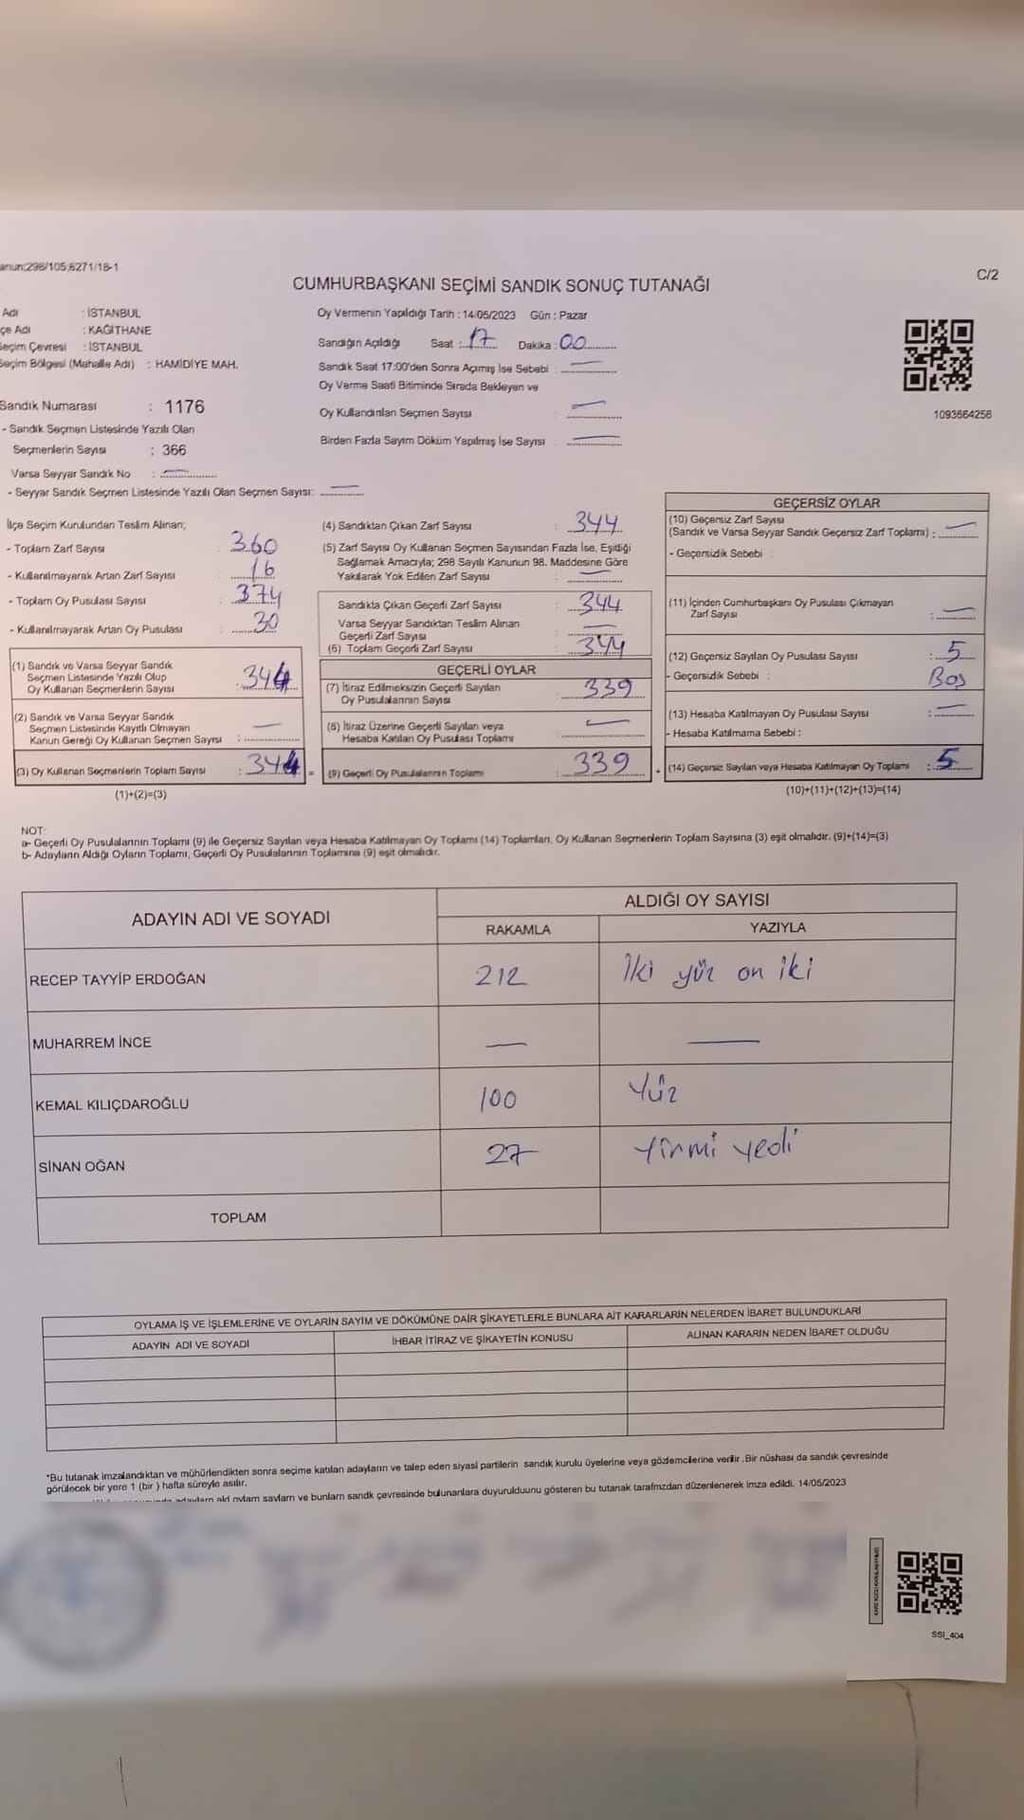 anun;298/105;6271/18-1
C/2
CUMHURBAŞKANI SEÇİMİ SANDIK SONUÇ TUTANAĞI
Adı : İSTANBUL
çe Adı : KAĞITHANE
Seçim Çevresi : İSTANBUL
Seçim Bölgesi (Mahalle Adı) : HAMİDİYE MAH.
Sandık Numarası : 1176
- Sandık Seçmen Listesinde Yazılı Olan
Seçmenlerin Sayısı : 366
Varsa Seyyar Sandık No : —
- Seyyar Sandık Seçmen Listesinde Yazılı Olan Seçmen Sayısı: —
Oy Vermenin Yapıldığı Tarih : 14/05/2023 Gün : Pazar
Sandığın Açıldığı Saat : 17 Dakika : 00
Sandık Saat 17:00'den Sonra Açılmış İse Sebebi : —
Oy Verme Saati Bitiminde Sırada Bekleyen ve
Oy Kullandırılan Seçmen Sayısı : —
Birden Fazla Sayım Döküm Yapılmış İse Sayısı : —
1093664256
İlçe Seçim Kurulundan Teslim Alınan;
- Toplam Zarf Sayısı : 360
- Kullanılmayarak Artan Zarf Sayısı : 16
- Toplam Oy Pusulası Sayısı : 374
- Kullanılmayarak Artan Oy Pusulası : 30
(1) Sandık ve Varsa Seyyar Sandık
Seçmen Listesinde Yazılı Olup
Oy Kullanan Seçmenlerin Sayısı : 344
(2) Sandık ve Varsa Seyyar Sandık
Seçmen Listesinde Kayıtlı Olmayan
Kanun Gereği Oy Kullanan Seçmen Sayısı : —
(3) Oy Kullanan Seçmenlerin Toplam Sayısı : 344
(1)+(2)=(3)
(4) Sandıktan Çıkan Zarf Sayısı : 344
(5) Zarf Sayısı Oy Kullanan Seçmen Sayısından Fazla İse, Eşitliği
Sağlamak Amacıyla; 298 Sayılı Kanunun 98. Maddesine Göre
Yakılarak Yok Edilen Zarf Sayısı : —
Sandıkta Çıkan Geçerli Zarf Sayısı : 344
Varsa Seyyar Sandıktan Teslim Alınan
Geçerli Zarf Sayısı : —
(6) Toplam Geçerli Zarf Sayısı : 344
GEÇERLİ OYLAR
(7) İtiraz Edilmeksizin Geçerli Sayılan
Oy Pusulalarının Sayısı : 339
(8) İtiraz Üzerine Geçerli Sayılan veya
Hesaba Katılan Oy Pusulası Toplamı : —
(9) Geçerli Oy Pusulalarının Toplamı : 339
GEÇERSİZ OYLAR
(10) Geçersiz Zarf Sayısı
(Sandık ve Varsa Seyyar Sandık Geçersiz Zarf Toplamı) : —
- Geçersizlik Sebebi :
(11) İçinden Cumhurbaşkanı Oy Pusulası Çıkmayan
Zarf Sayısı : —
(12) Geçersiz Sayılan Oy Pusulası Sayısı : 5
- Geçersizlik Sebebi : Boş
(13) Hesaba Katılmayan Oy Pusulası Sayısı : —
- Hesaba Katılmama Sebebi :
(14) Geçersiz Sayılan veya Hesaba Katılmayan Oy Toplamı : 5
(10)+(11)+(12)+(13)=(14)
NOT:
a- Geçerli Oy Pusulalarının Toplamı (9) ile Geçersiz Sayılan veya Hesaba Katılmayan Oy Toplamı (14) Toplamları, Oy Kullanan Seçmenlerin Toplam Sayısına (3) eşit olmalıdır. (9)+(14)=(3)
b- Adayların Aldığı Oyların Toplamı, Geçerli Oy Pusulalarının Toplamına (9) eşit olmalıdır.
ADAYIN ADI VE SOYADI
ALDIĞI OY SAYISI
RAKAMLA YAZIYLA
RECEP TAYYİP ERDOĞAN 212 İki yüz on iki
MUHARREM İNCE — —
KEMAL KILIÇDAROĞLU 100 Yüz
SİNAN OĞAN 27 Yirmi yedi
TOPLAM
OYLAMA İŞ VE İŞLEMLERİNE VE OYLARIN SAYIM VE DÖKÜMÜNE DAİR ŞİKAYETLERLE BUNLARA AİT KARARLARIN NELERDEN İBARET BULUNDUKLARI
ADAYIN ADI VE SOYADI İHBAR İTİRAZ VE ŞİKAYETİN KONUSU ALINAN KARARIN NEDEN İBARET OLDUĞU
*Bu tutanak imzalandıktan ve mühürlendikten sonra seçime katılan adayların ve talep eden siyasi partilerin sandık kurulu üyelerine veya gözlemcilerine verilir. Bir nüshası da sandık çevresinde
görülecek bir yere 1 (bir) hafta süreyle asılır.
oyların sayıların ve bunların sandık çevresinde bulunanlara duyurulduunu gösteren bu tutanak tarafımızdan düzenlenerek imza edildi. 14/05/2023
SSI_404